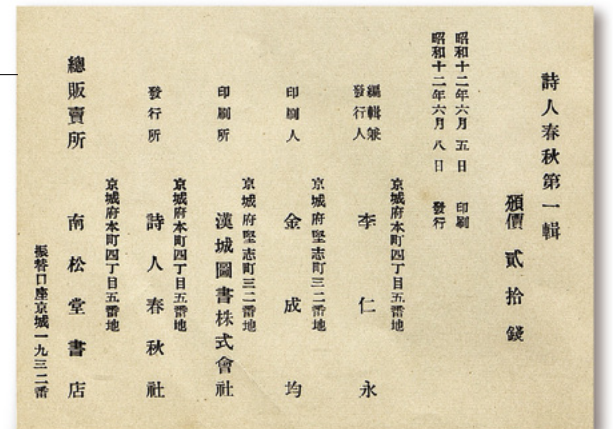 詩人春秋第一輯
頒價 貳拾錢
昭和十二年六月 五日 印刷
昭和十二年六月 八日 發行
京城府本町四丁目五番地
編輯兼
發行人 李仁永
京城府堅志町三二番地
印刷人 金成均
京城府堅志町三二番地
印刷所 漢城圖書株式會社
京城府本町四丁目五番地
發行所 詩人春秋社
京城府本町四丁目五番地
總販賣所 南松堂書店
振替口座京城一九三二番